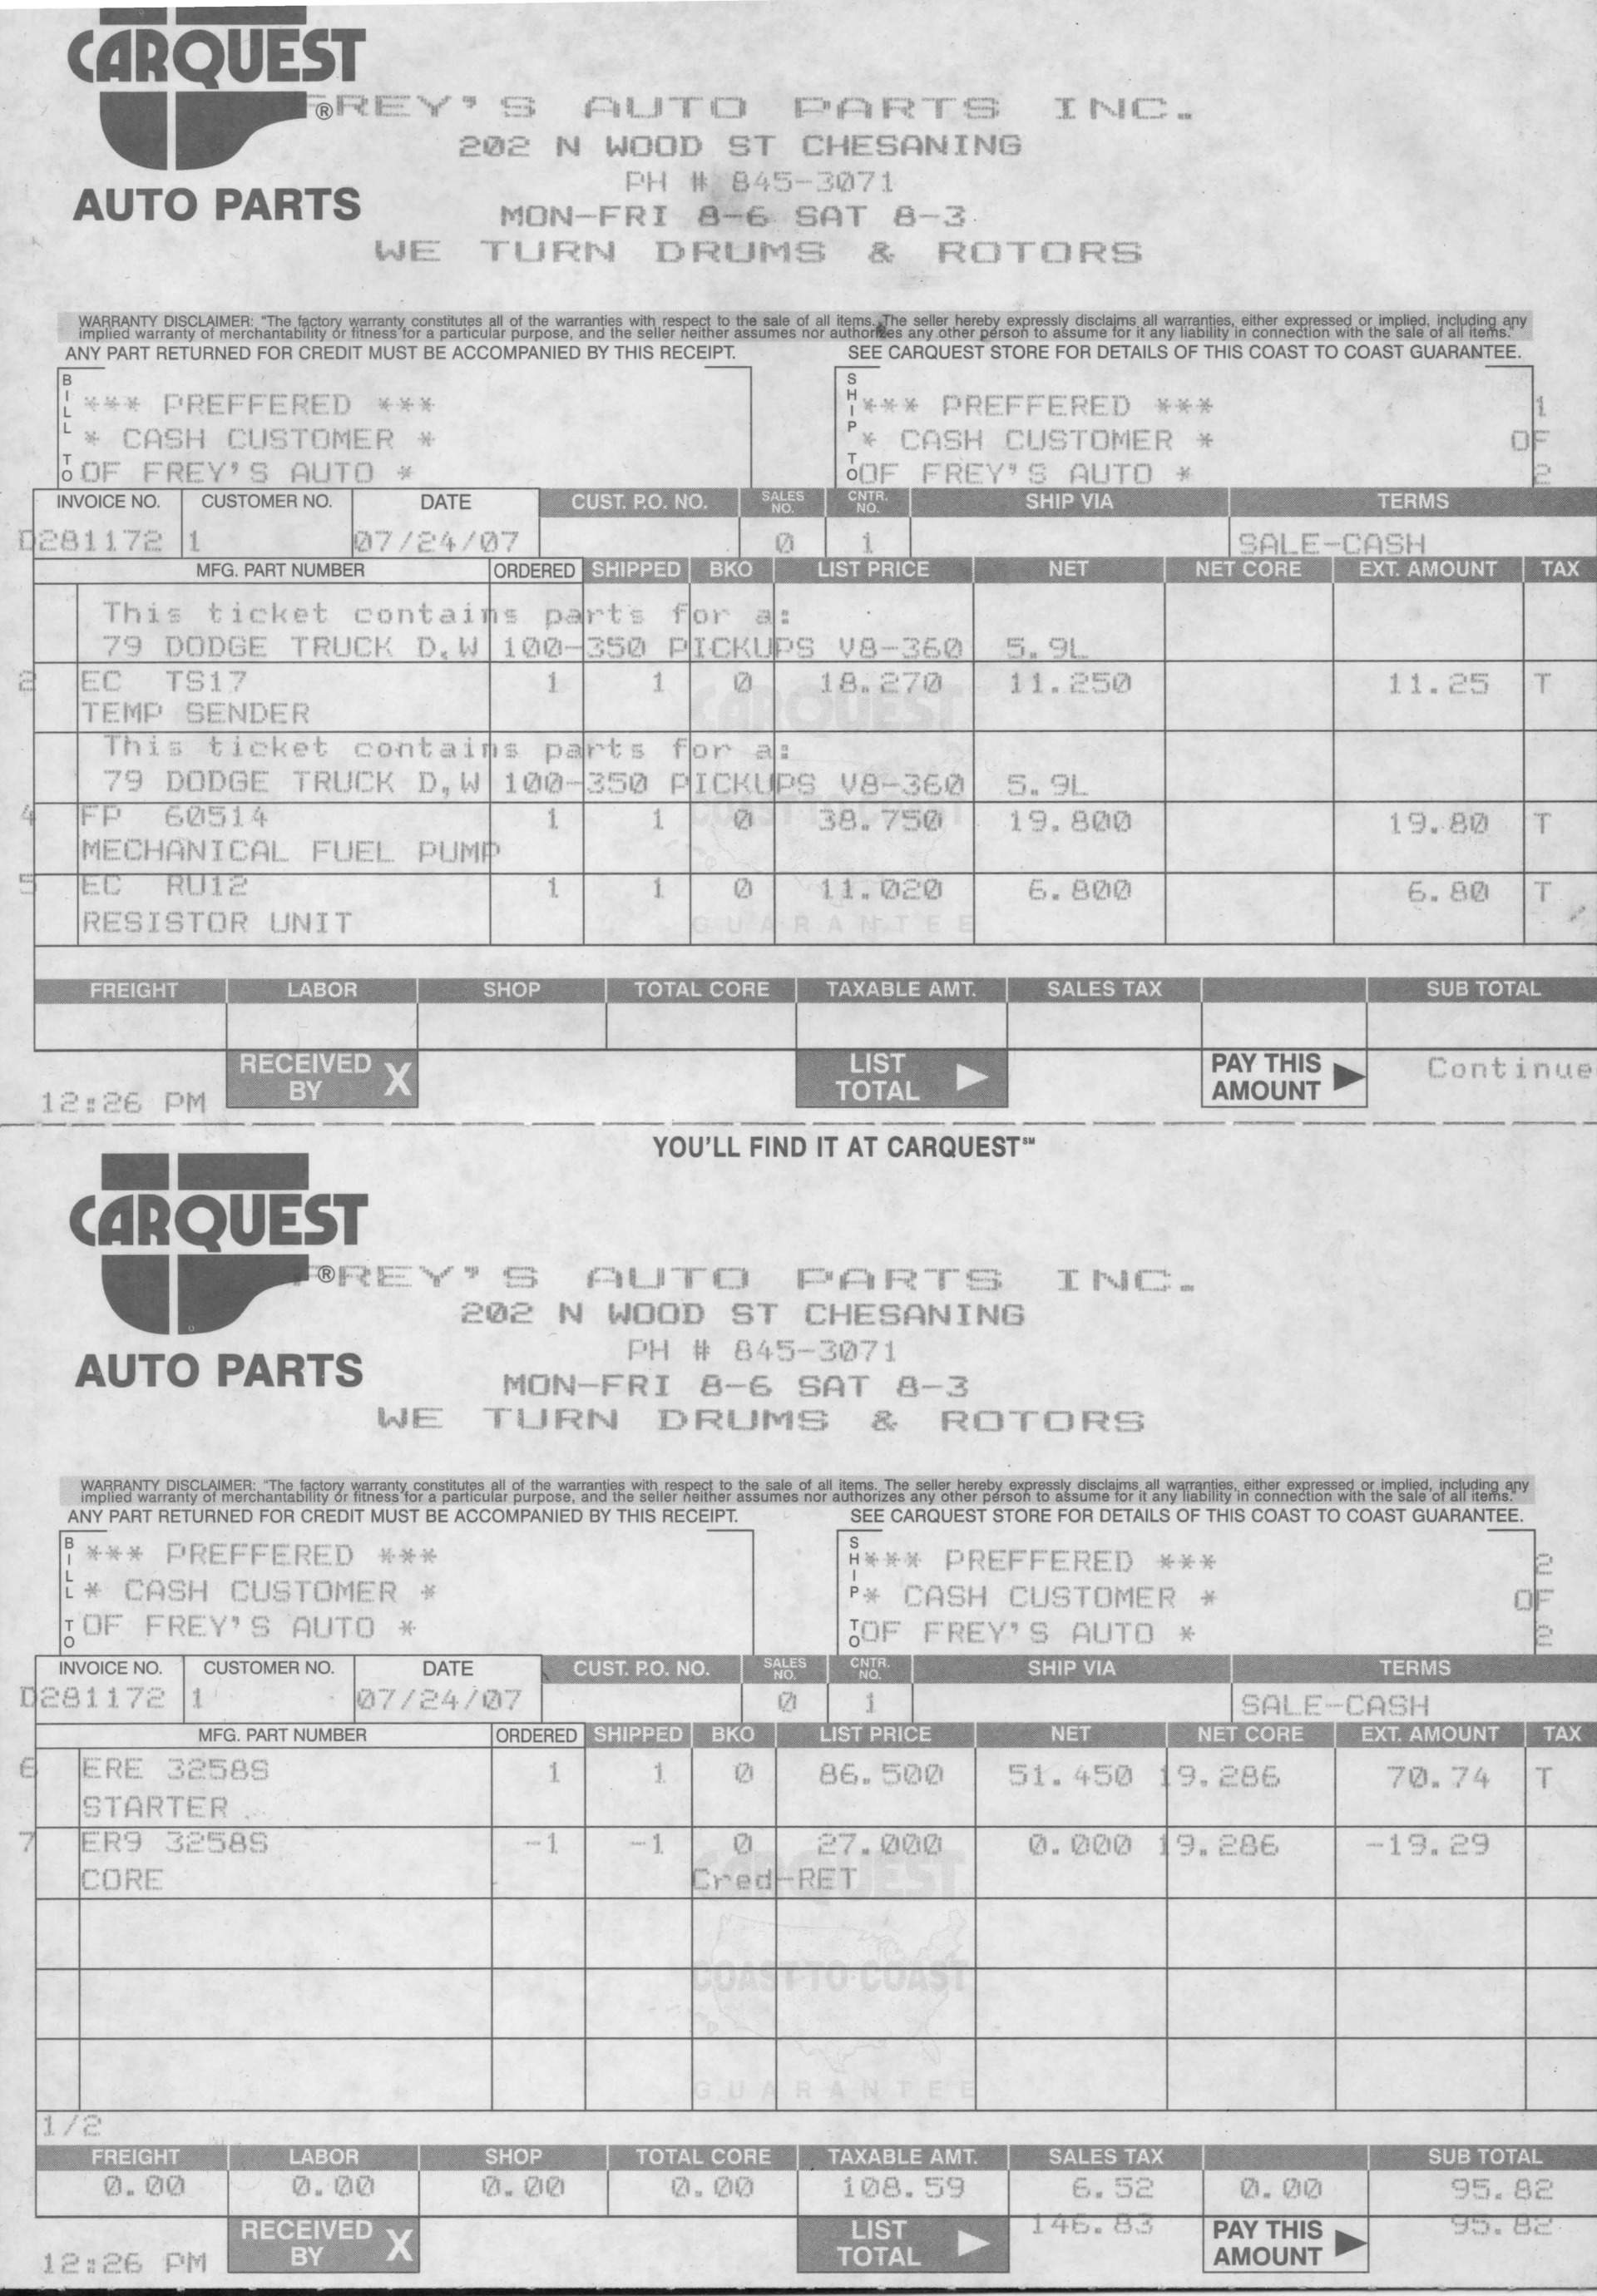 CARQUEST
®
AUTO PARTS
FREY'S AUTO PARTS INC.
202 N WOOD ST CHESANING
PH # 845-3071
MON-FRI 8-6 SAT 8-3
WE TURN DRUMS & ROTORS
WARRANTY DISCLAIMER: "The factory warranty constitutes all of the warranties with respect to the sale of all items. The seller hereby expressly disclaims all warranties, either expressed or implied, including any
implied warranty of merchantability or fitness for a particular purpose, and the seller neither assumes nor authorizes any other person to assume for it any liability in connection with the sale of all items."
ANY PART RETURNED FOR CREDIT MUST BE ACCOMPANIED BY THIS RECEIPT. SEE CARQUEST STORE FOR DETAILS OF THIS COAST TO COAST GUARANTEE.
BILL TO SHIP TO
*** PREFFERED *** *** PREFFERED *** 1
* CASH CUSTOMER * * CASH CUSTOMER * OF
OF FREY'S AUTO * OF FREY'S AUTO * 2
INVOICE NO. CUSTOMER NO. DATE CUST. P.O. NO. SALES NO. CNTR. NO. SHIP VIA TERMS
D281172 1 07/24/07 0 1 SALE-CASH
MFG. PART NUMBER ORDERED SHIPPED BKO LIST PRICE NET NET CORE EXT. AMOUNT TAX
This ticket contains parts for a:
79 DODGE TRUCK D,W 100-350 PICKUPS V8-360 5.9L
2 EC TS17 1 1 0 18.270 11.250 11.25 T
TEMP SENDER
This ticket contains parts for a:
79 DODGE TRUCK D,W 100-350 PICKUPS V8-360 5.9L
4 FP 60514 1 1 0 38.750 19.800 19.80 T
MECHANICAL FUEL PUMP
5 EC RU12 1 1 0 11.020 6.800 6.80 T
RESISTOR UNIT
CARQUEST
COAST TO COAST
GUARANTEE
FREIGHT LABOR SHOP TOTAL CORE TAXABLE AMT. SALES TAX SUB TOTAL
RECEIVED BY X LIST TOTAL PAY THIS AMOUNT Continue
12:26 PM
YOU'LL FIND IT AT CARQUEST℠
CARQUEST
®
AUTO PARTS
FREY'S AUTO PARTS INC.
202 N WOOD ST CHESANING
PH # 845-3071
MON-FRI 8-6 SAT 8-3
WE TURN DRUMS & ROTORS
WARRANTY DISCLAIMER: "The factory warranty constitutes all of the warranties with respect to the sale of all items. The seller hereby expressly disclaims all warranties, either expressed or implied, including any
implied warranty of merchantability or fitness for a particular purpose, and the seller neither assumes nor authorizes any other person to assume for it any liability in connection with the sale of all items."
ANY PART RETURNED FOR CREDIT MUST BE ACCOMPANIED BY THIS RECEIPT. SEE CARQUEST STORE FOR DETAILS OF THIS COAST TO COAST GUARANTEE.
BILL TO SHIP TO
*** PREFFERED *** *** PREFFERED *** 2
* CASH CUSTOMER * * CASH CUSTOMER * OF
OF FREY'S AUTO * OF FREY'S AUTO * 2
INVOICE NO. CUSTOMER NO. DATE CUST. P.O. NO. SALES NO. CNTR. NO. SHIP VIA TERMS
D281172 1 07/24/07 0 1 SALE-CASH
MFG. PART NUMBER ORDERED SHIPPED BKO LIST PRICE NET NET CORE EXT. AMOUNT TAX
6 ERE 3258S 1 1 0 86.500 51.450 19.286 70.74 T
STARTER
7 ER9 3258S -1 -1 0 27.000 0.000 19.286 -19.29
CORE Cred-RET
CARQUEST
COAST TO COAST
GUARANTEE
1/2
FREIGHT LABOR SHOP TOTAL CORE TAXABLE AMT. SALES TAX SUB TOTAL
0.00 0.00 0.00 0.00 108.59 6.52 0.00 95.82
RECEIVED BY X LIST TOTAL 146.83 PAY THIS AMOUNT 95.82
12:26 PM